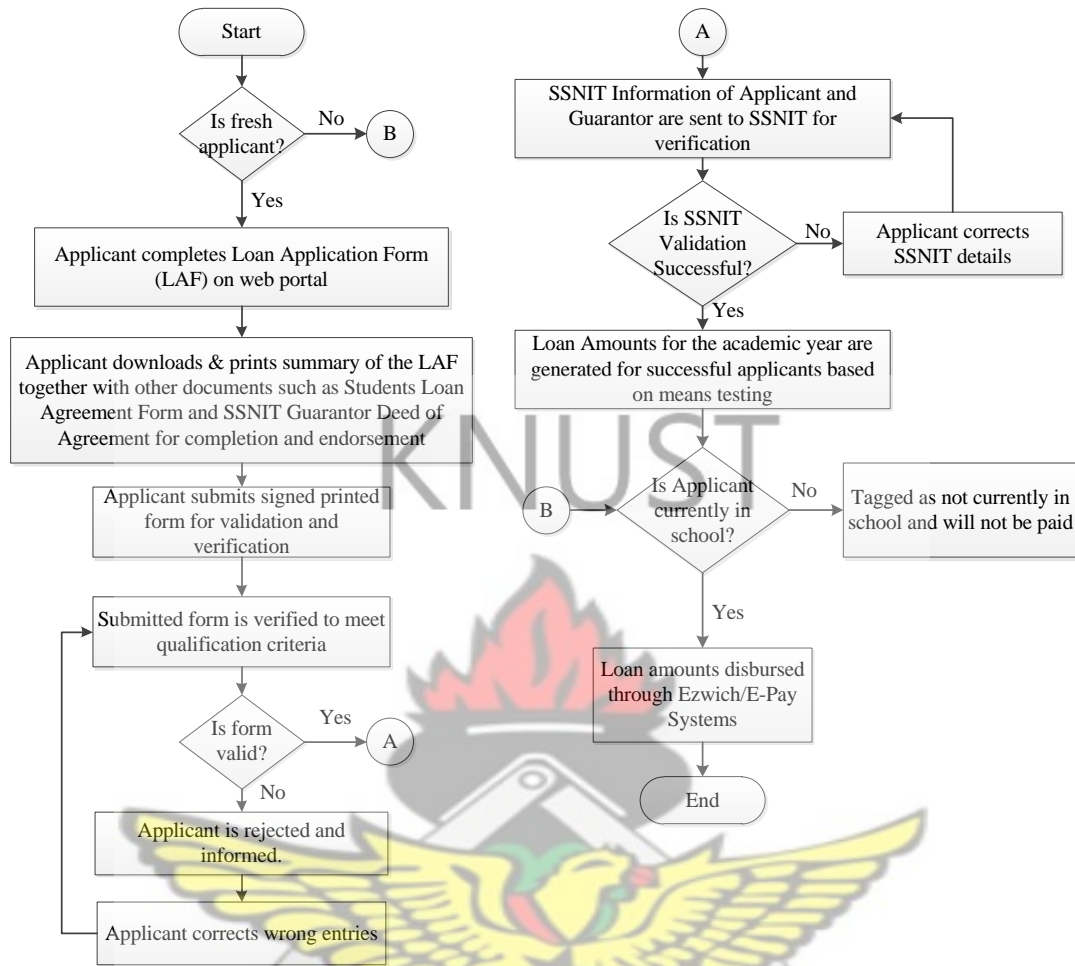 Start
Is fresh
applicant?
No
B
Yes
Applicant completes Loan Application Form
(LAF) on web portal
Applicant downloads & prints summary of the LAF
together with other documents such as Students Loan
Agreement Form and SSNIT Guarantor Deed of
Agreement for completion and endorsement
Applicant submits signed printed
form for validation and
verification
Submitted form is verified to meet
qualification criteria
Is form
valid?
Yes
A
No
Applicant is rejected and
informed.
Applicant corrects wrong entries
A
SSNIT Information of Applicant and
Guarantor are sent to SSNIT for
verification
Is SSNIT
Validation
Successful?
No
Applicant corrects
SSNIT details
Yes
Loan Amounts for the academic year are
generated for successful applicants based
on means testing
B
Is Applicant
currently in
school?
No
Tagged as not currently in
school and will not be paid
Yes
Loan amounts disbursed
through Ezwich/E-Pay
Systems
End
KNUST